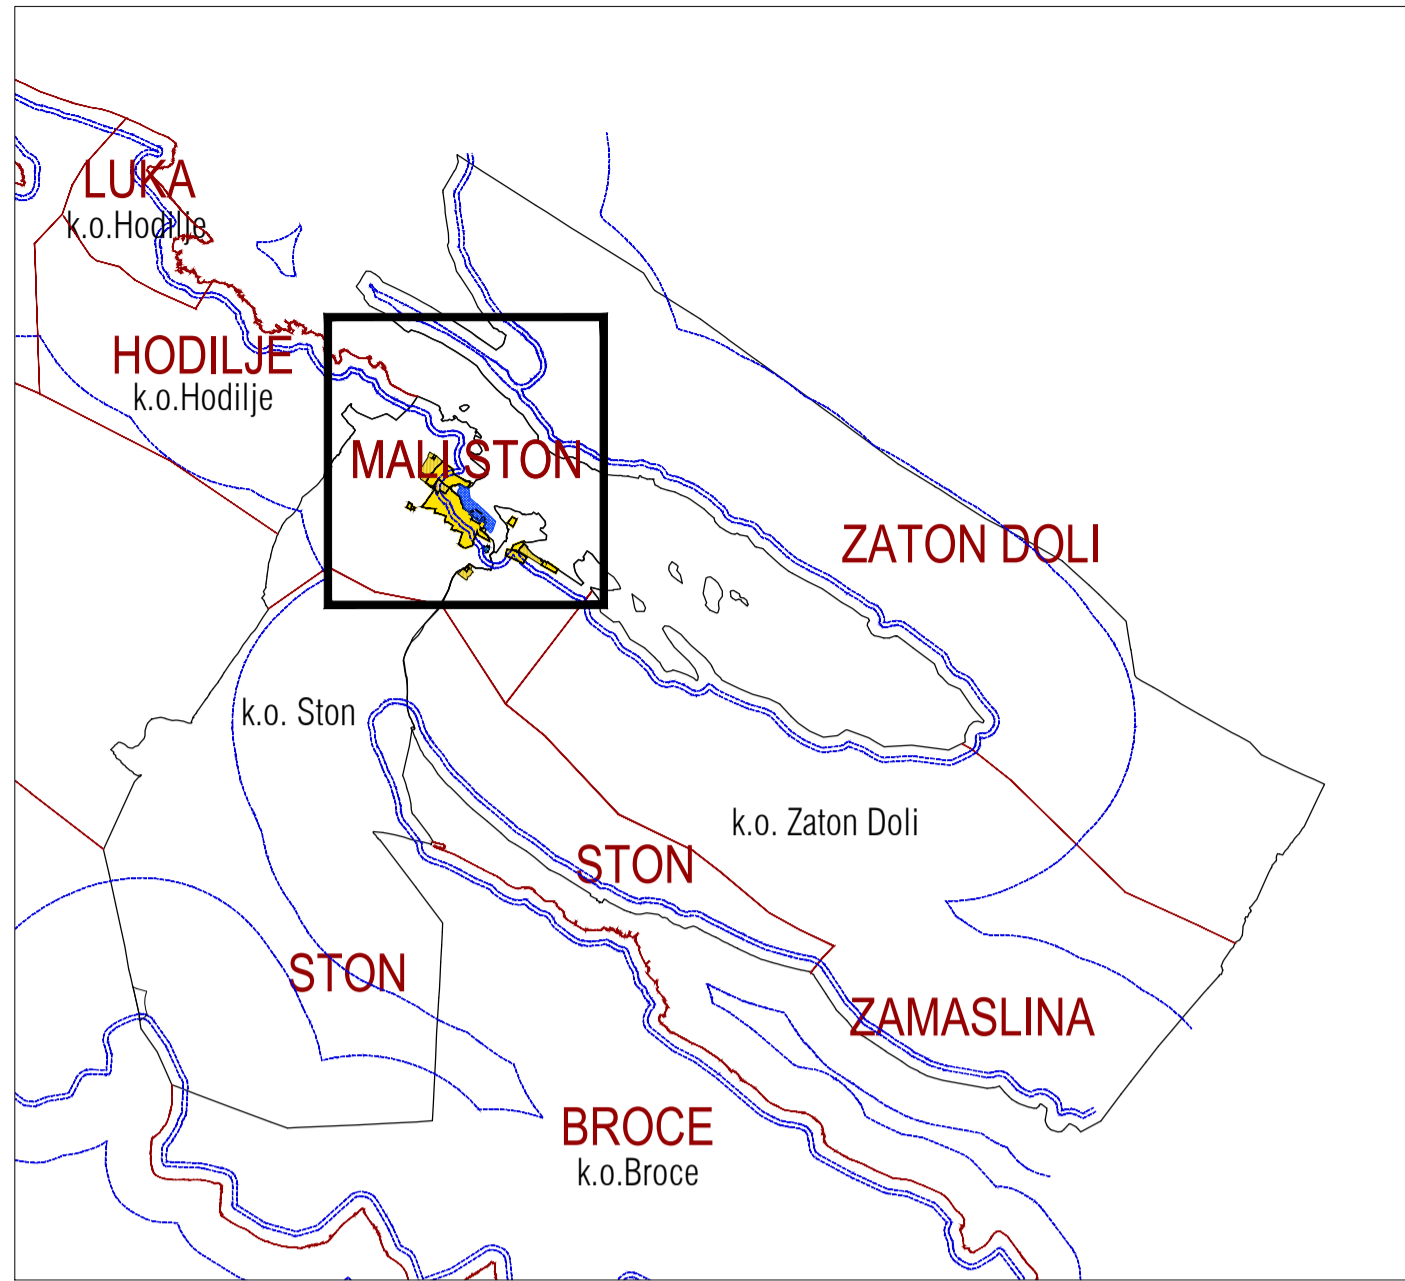 LUKA
k.o.Hodilje
HODILJE
k.o.Hodilje
MALI STON
ZATON DOLI
k.o. Ston
k.o. Zaton Doli
STON
STON
ZAMASLINA
BROCE
k.o.Broce